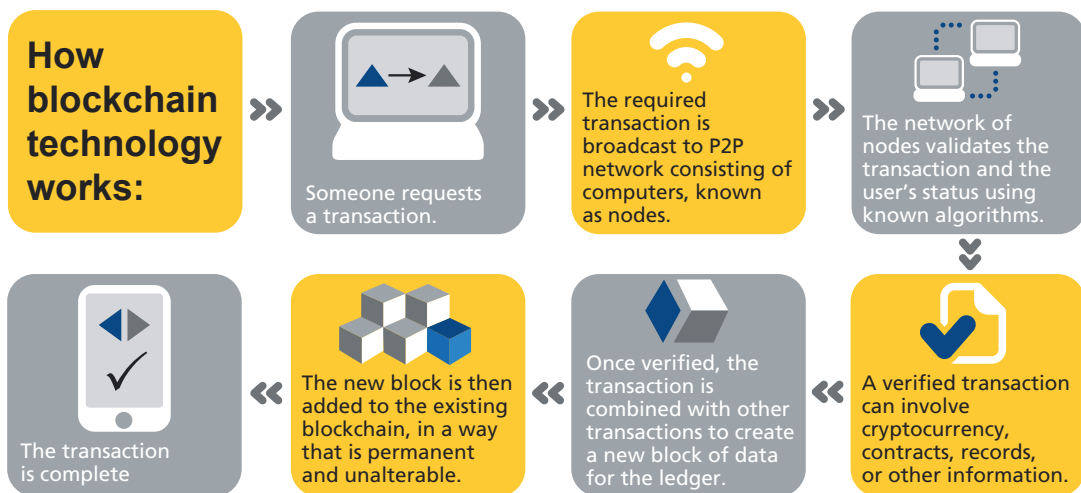 How
blockchain
technology
works:
Someone requests
a transaction.
The required
transaction is
broadcast to P2P
network consisting of
computers, known
as nodes.
The network of
nodes validates the
transaction and the
user's status using
known algorithms.
A verified transaction
can involve
cryptocurrency,
contracts, records,
or other information.
Once verified, the
transaction is
combined with other
transactions to create
a new block of data
for the ledger.
The new block is then
added to the existing
blockchain, in a way
that is permanent
and unalterable.
The transaction
is complete